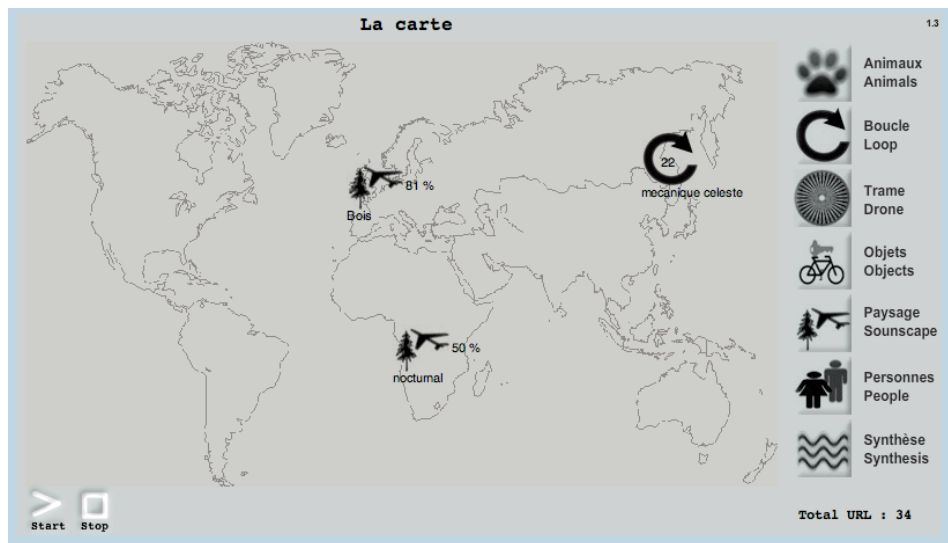 La carte
1.3
Animaux
Animals
Boucle
Loop
22
mecanique celeste
81 %
Bois
Trame
Drone
Objets
Objects
Paysage
Sounscape
50 %
nocturnal
Personnes
People
Synthèse
Synthesis
Start
Stop
Total URL : 34